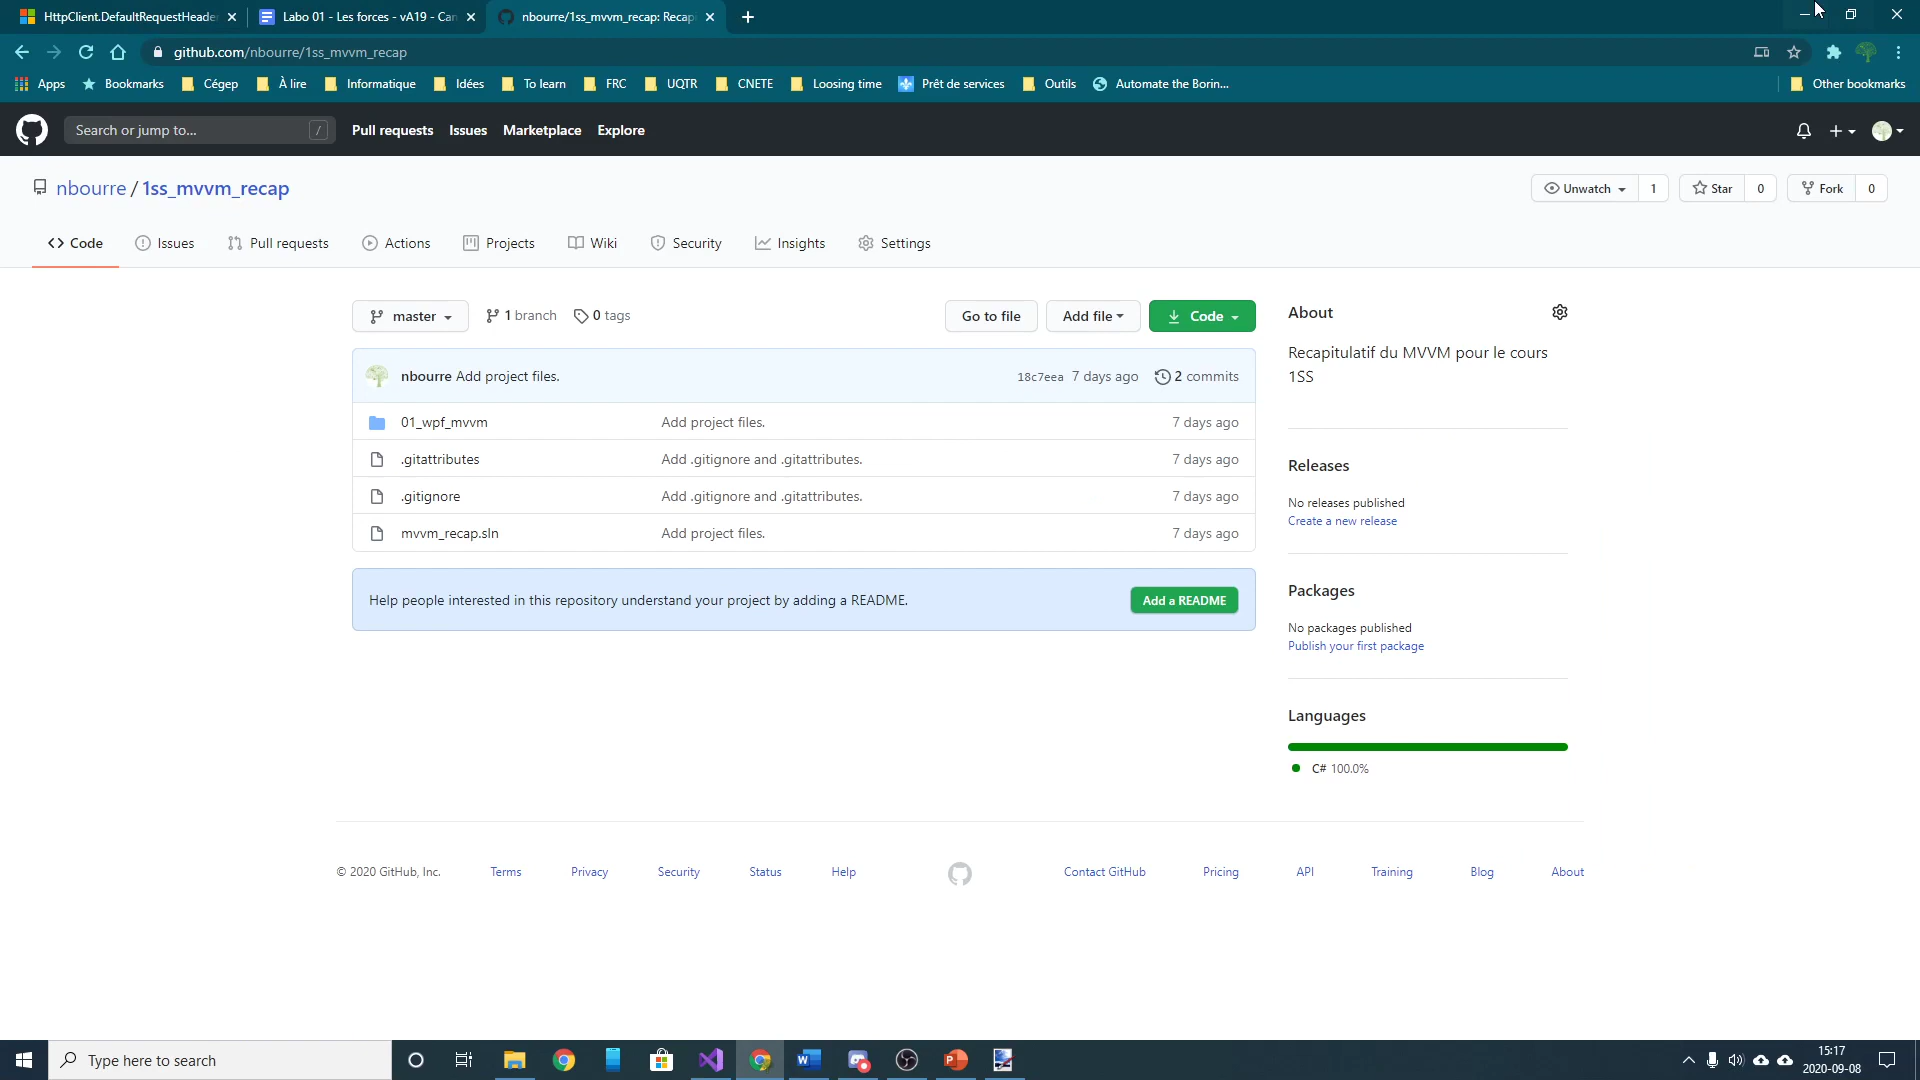 HttpClient.DefaultRequestHeader
Labo 01 - Les forces - vA19 - Can
nbourre/1ss_mvvm_recap: Recapi
github.com/nbourre/1ss_mvvm_recap
Apps Bookmarks Cégep À lire Informatique Idées To learn FRC UQTR CNETE Loosing time Prêt de services Outils Automate the Borin... Other bookmarks
Search or jump to... / Pull requests Issues Marketplace Explore
nbourre / 1ss_mvvm_recap
Unwatch 1 Star 0 Fork 0
Code Issues Pull requests Actions Projects Wiki Security Insights Settings
master 1 branch 0 tags Go to file Add file Code
nbourre Add project files. 18c7eea 7 days ago 2 commits
01_wpf_mvvm Add project files. 7 days ago
.gitattributes Add .gitignore and .gitattributes. 7 days ago
.gitignore Add .gitignore and .gitattributes. 7 days ago
mvvm_recap.sln Add project files. 7 days ago
Help people interested in this repository understand your project by adding a README. Add a README
About
Recapitulatif du MVVM pour le cours
1SS
Releases
No releases published
Create a new release
Packages
No packages published
Publish your first package
Languages
C# 100.0%
© 2020 GitHub, Inc. Terms Privacy Security Status Help Contact GitHub Pricing API Training Blog About
Type here to search
15:17
2020-09-08